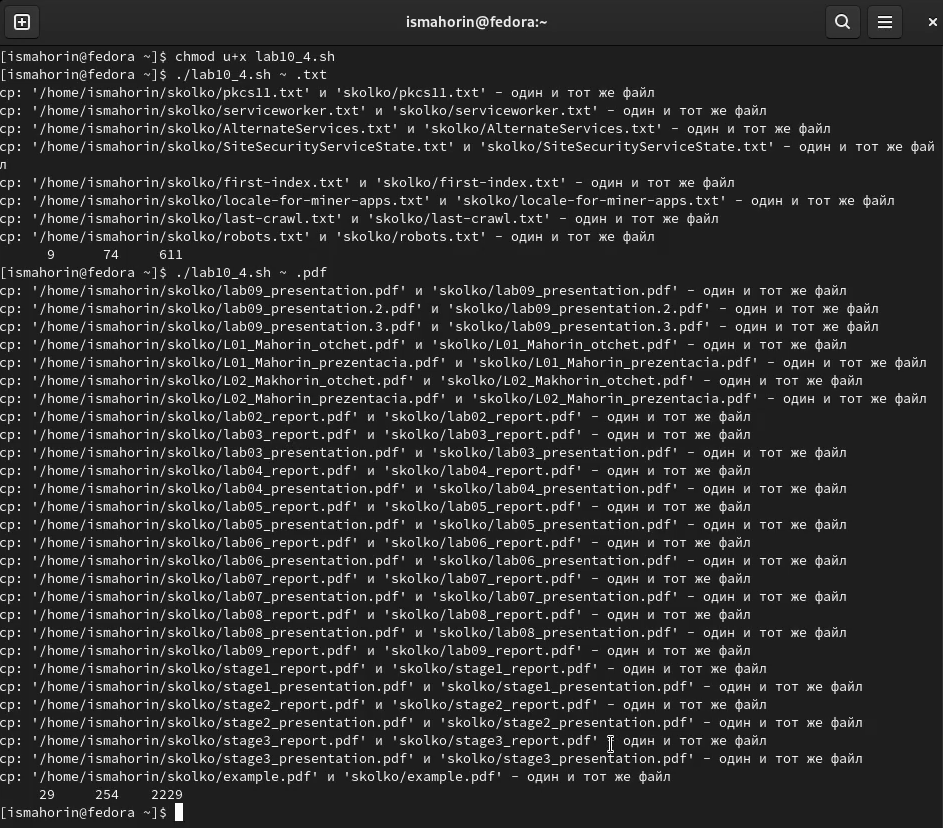 ismahorin@fedora:~
[ismahorin@fedora ~]$ chmod u+x lab10_4.sh
[ismahorin@fedora ~]$ ./lab10_4.sh ~ .txt
cp: '/home/ismahorin/skolko/pkcs11.txt' и 'skolko/pkcs11.txt' - один и тот же файл
cp: '/home/ismahorin/skolko/serviceworker.txt' и 'skolko/serviceworker.txt' - один и тот же файл
cp: '/home/ismahorin/skolko/AlternateServices.txt' и 'skolko/AlternateServices.txt' - один и тот же файл
cp: '/home/ismahorin/skolko/SiteSecurityServiceState.txt' и 'skolko/SiteSecurityServiceState.txt' - один и тот же фай
л
cp: '/home/ismahorin/skolko/first-index.txt' и 'skolko/first-index.txt' - один и тот же файл
cp: '/home/ismahorin/skolko/locale-for-miner-apps.txt' и 'skolko/locale-for-miner-apps.txt' - один и тот же файл
cp: '/home/ismahorin/skolko/last-crawl.txt' и 'skolko/last-crawl.txt' - один и тот же файл
cp: '/home/ismahorin/skolko/robots.txt' и 'skolko/robots.txt' - один и тот же файл
      9      74     611
[ismahorin@fedora ~]$ ./lab10_4.sh ~ .pdf
cp: '/home/ismahorin/skolko/lab09_presentation.pdf' и 'skolko/lab09_presentation.pdf' - один и тот же файл
cp: '/home/ismahorin/skolko/lab09_presentation.2.pdf' и 'skolko/lab09_presentation.2.pdf' - один и тот же файл
cp: '/home/ismahorin/skolko/lab09_presentation.3.pdf' и 'skolko/lab09_presentation.3.pdf' - один и тот же файл
cp: '/home/ismahorin/skolko/L01_Mahorin_otchet.pdf' и 'skolko/L01_Mahorin_otchet.pdf' - один и тот же файл
cp: '/home/ismahorin/skolko/L01_Mahorin_prezentacia.pdf' и 'skolko/L01_Mahorin_prezentacia.pdf' - один и тот же файл
cp: '/home/ismahorin/skolko/L02_Makhorin_otchet.pdf' и 'skolko/L02_Makhorin_otchet.pdf' - один и тот же файл
cp: '/home/ismahorin/skolko/L02_Mahorin_prezentacia.pdf' и 'skolko/L02_Mahorin_prezentacia.pdf' - один и тот же файл
cp: '/home/ismahorin/skolko/lab02_report.pdf' и 'skolko/lab02_report.pdf' - один и тот же файл
cp: '/home/ismahorin/skolko/lab03_report.pdf' и 'skolko/lab03_report.pdf' - один и тот же файл
cp: '/home/ismahorin/skolko/lab03_presentation.pdf' и 'skolko/lab03_presentation.pdf' - один и тот же файл
cp: '/home/ismahorin/skolko/lab04_report.pdf' и 'skolko/lab04_report.pdf' - один и тот же файл
cp: '/home/ismahorin/skolko/lab04_presentation.pdf' и 'skolko/lab04_presentation.pdf' - один и тот же файл
cp: '/home/ismahorin/skolko/lab05_report.pdf' и 'skolko/lab05_report.pdf' - один и тот же файл
cp: '/home/ismahorin/skolko/lab05_presentation.pdf' и 'skolko/lab05_presentation.pdf' - один и тот же файл
cp: '/home/ismahorin/skolko/lab06_report.pdf' и 'skolko/lab06_report.pdf' - один и тот же файл
cp: '/home/ismahorin/skolko/lab06_presentation.pdf' и 'skolko/lab06_presentation.pdf' - один и тот же файл
cp: '/home/ismahorin/skolko/lab07_report.pdf' и 'skolko/lab07_report.pdf' - один и тот же файл
cp: '/home/ismahorin/skolko/lab07_presentation.pdf' и 'skolko/lab07_presentation.pdf' - один и тот же файл
cp: '/home/ismahorin/skolko/lab08_report.pdf' и 'skolko/lab08_report.pdf' - один и тот же файл
cp: '/home/ismahorin/skolko/lab08_presentation.pdf' и 'skolko/lab08_presentation.pdf' - один и тот же файл
cp: '/home/ismahorin/skolko/lab09_report.pdf' и 'skolko/lab09_report.pdf' - один и тот же файл
cp: '/home/ismahorin/skolko/stage1_report.pdf' и 'skolko/stage1_report.pdf' - один и тот же файл
cp: '/home/ismahorin/skolko/stage1_presentation.pdf' и 'skolko/stage1_presentation.pdf' - один и тот же файл
cp: '/home/ismahorin/skolko/stage2_report.pdf' и 'skolko/stage2_report.pdf' - один и тот же файл
cp: '/home/ismahorin/skolko/stage2_presentation.pdf' и 'skolko/stage2_presentation.pdf' - один и тот же файл
cp: '/home/ismahorin/skolko/stage3_report.pdf' и 'skolko/stage3_report.pdf' - один и тот же файл
cp: '/home/ismahorin/skolko/stage3_presentation.pdf' и 'skolko/stage3_presentation.pdf' - один и тот же файл
cp: '/home/ismahorin/skolko/example.pdf' и 'skolko/example.pdf' - один и тот же файл
     29     254    2229
[ismahorin@fedora ~]$